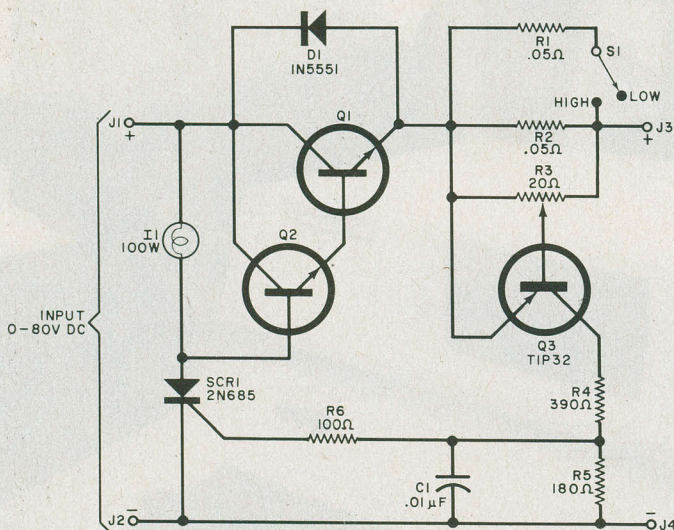 D1
1N5551
R1
.05Ω
S1
LOW
HIGH
J1
+
Q1
R2
.05Ω
J3
+
R3
20Ω
I1
100W
Q2
INPUT
0-80V DC
Q3
TIP32
SCR1
2N685
R4
390Ω
R6
100Ω
C1
.01µF
R5
180Ω
J2
−
−
J4